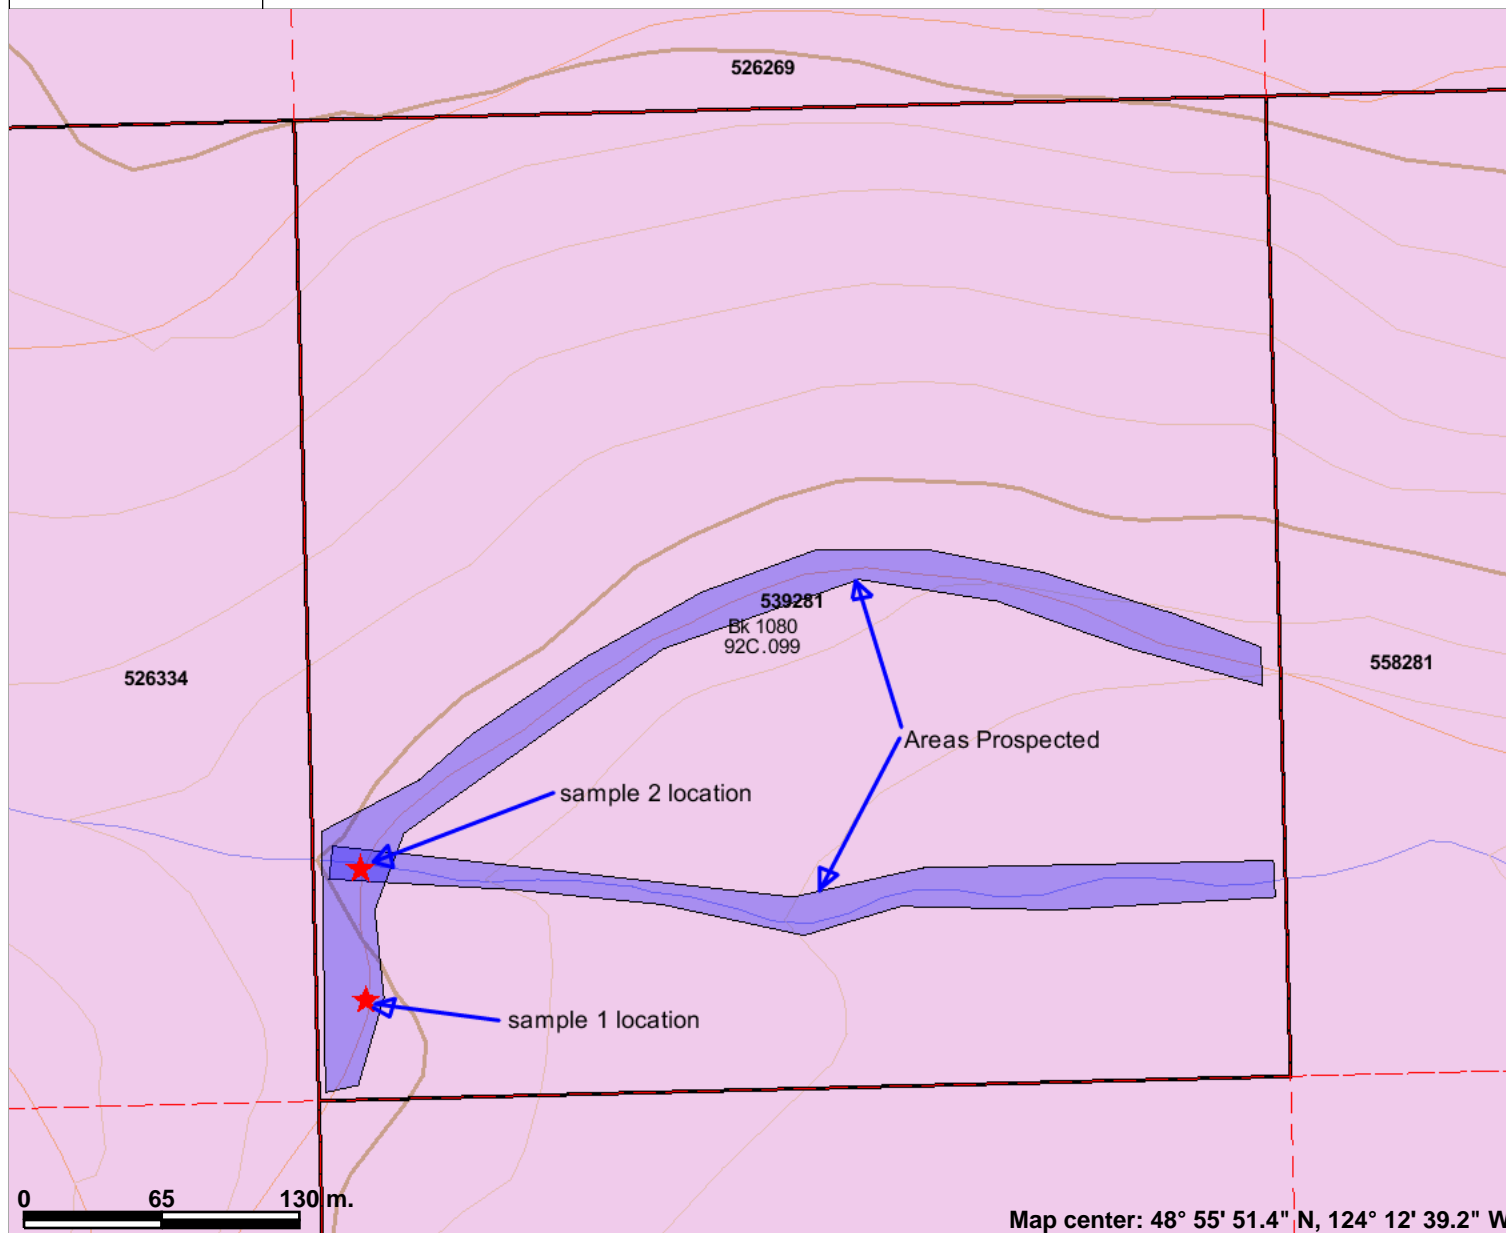 526269
539281
Bk 1080
92C.099
526334
558281
Areas Prospected
sample 2 location
sample 1 location
0 65 130 m.
Map center: 48° 55' 51.4" N, 124° 12' 39.2" W